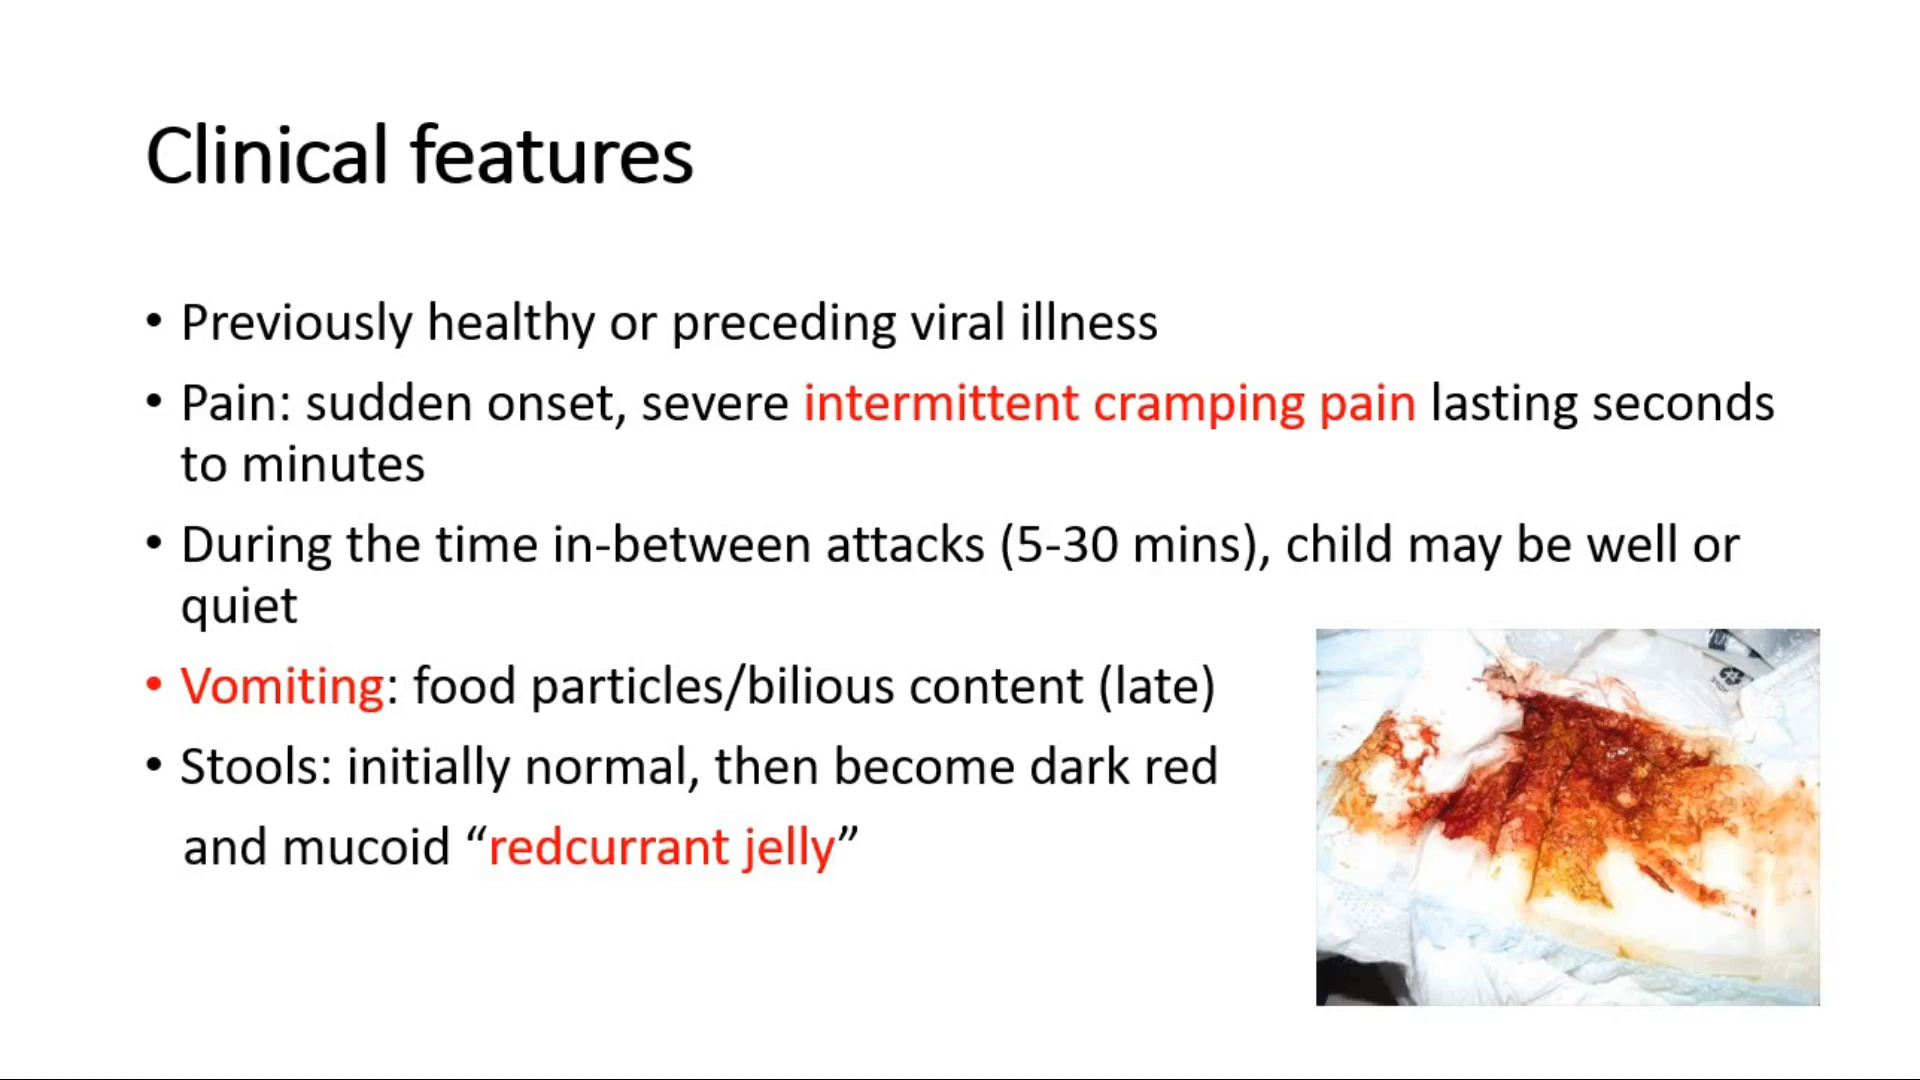 Clinical features
• Previously healthy or preceding viral illness
• Pain: sudden onset, severe intermittent cramping pain lasting seconds
to minutes
• During the time in-between attacks (5-30 mins), child may be well or
quiet
• Vomiting: food particles/bilious content (late)
• Stools: initially normal, then become dark red
and mucoid “redcurrant jelly”